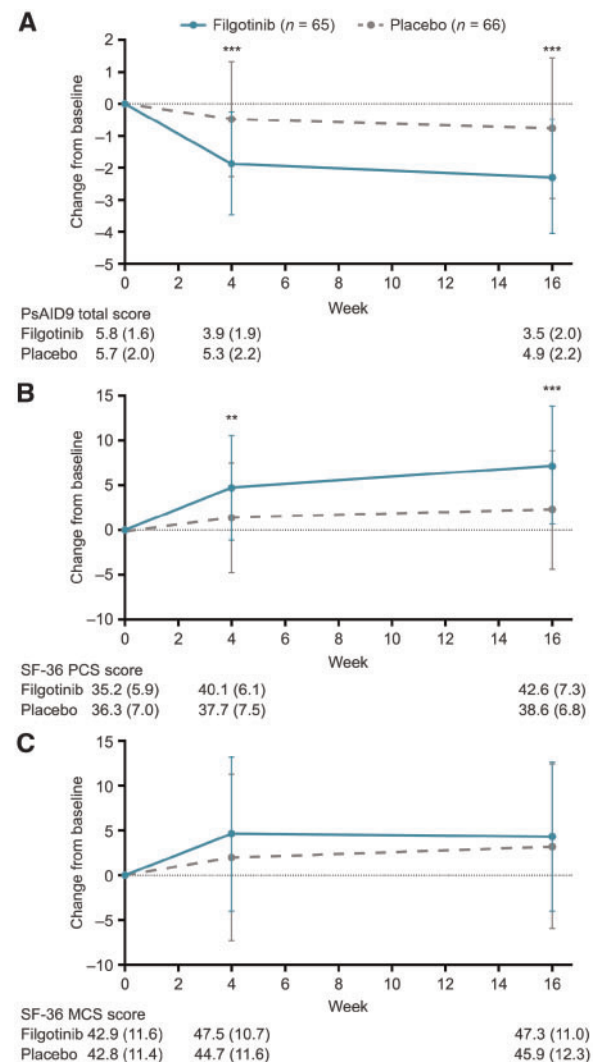 A
Filgotinib (n = 65) Placebo (n = 66)
*** ***
2
1
0
–1
–2
–3
–4
–5
Change from baseline
0 2 4 6 8 10 12 14 16
Week
PsAID9 total score
Filgotinib 5.8 (1.6) 3.9 (1.9) 3.5 (2.0)
Placebo 5.7 (2.0) 5.3 (2.2) 4.9 (2.2)
B
** ***
15
10
5
0
–5
–10
Change from baseline
0 2 4 6 8 10 12 14 16
Week
SF-36 PCS score
Filgotinib 35.2 (5.9) 40.1 (6.1) 42.6 (7.3)
Placebo 36.3 (7.0) 37.7 (7.5) 38.6 (6.8)
C
15
10
5
0
–5
–10
Change from baseline
0 2 4 6 8 10 12 14 16
Week
SF-36 MCS score
Filgotinib 42.9 (11.6) 47.5 (10.7) 47.3 (11.0)
Placebo 42.8 (11.4) 44.7 (11.6) 45.9 (12.3)